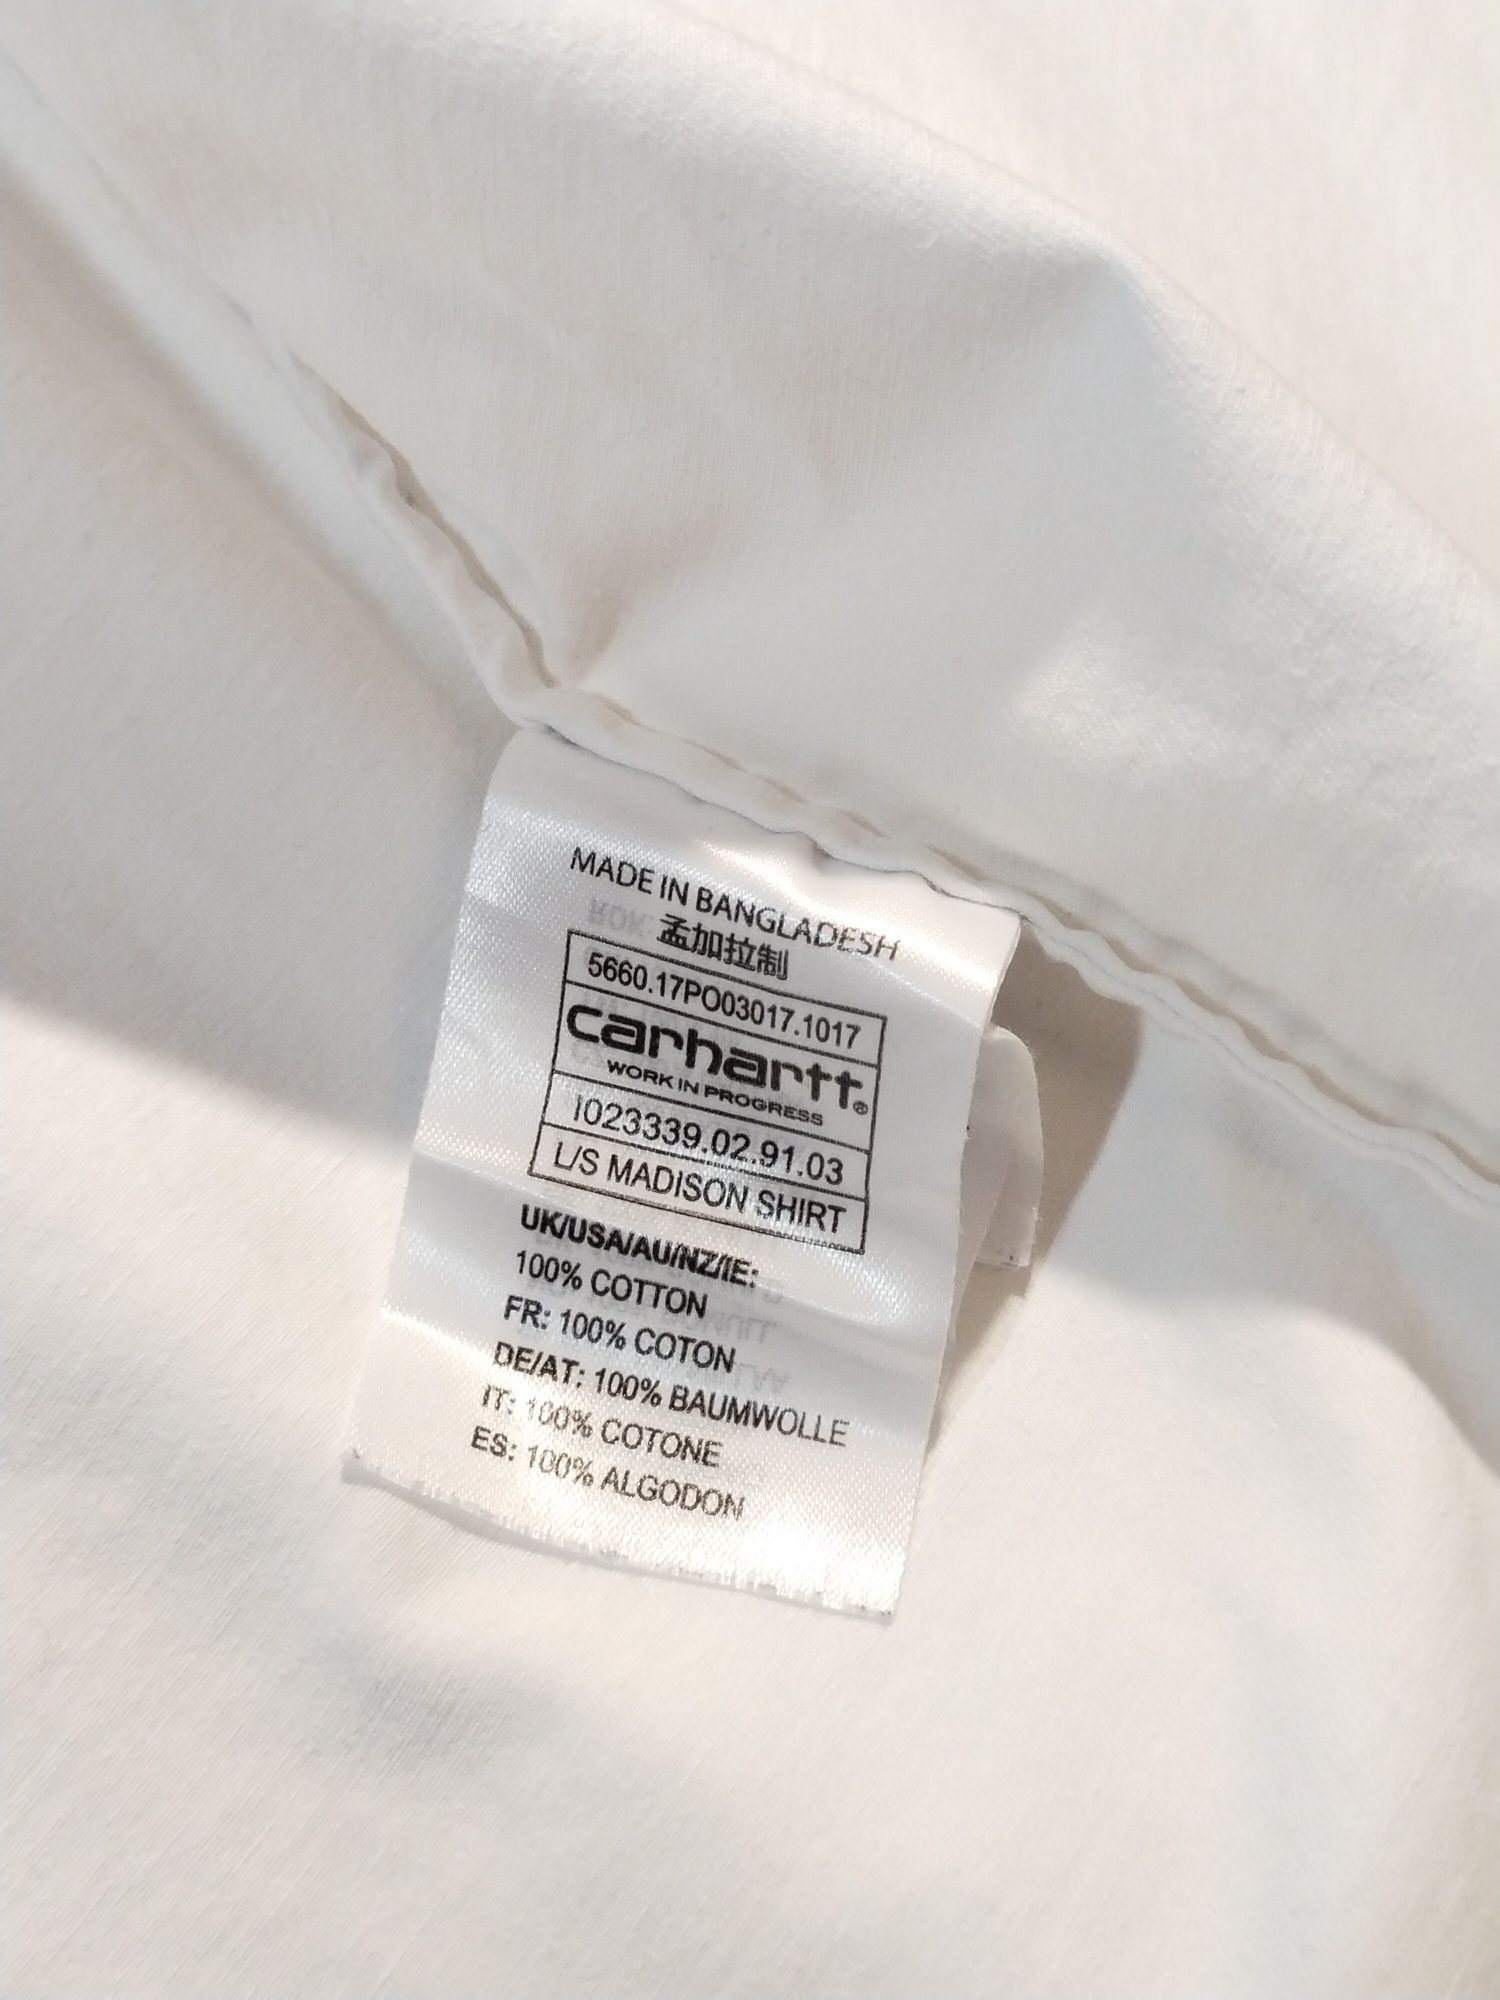 MADE IN BANGLADESH
孟加拉制
5660.17PO03017.1017
carhartt®
WORK IN PROGRESS
I023339.02.91.03
L/S MADISON SHIRT
UK/USA/AU/NZ/IE:
100% COTTON
FR: 100% COTON
DE/AT: 100% BAUMWOLLE
IT: 100% COTONE
ES: 100% ALGODON